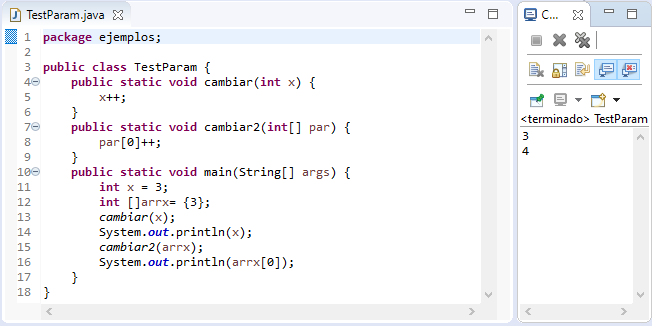 TestParam.java
1 package ejemplos;
2
3 public class TestParam {
4 public static void cambiar(int x) {
5 x++;
6 }
7 public static void cambiar2(int[] par) {
8 par[0]++;
9 }
10 public static void main(String[] args) {
11 int x = 3;
12 int []arrx= {3};
13 cambiar(x);
14 System.out.println(x);
15 cambiar2(arrx);
16 System.out.println(arrx[0]);
17 }
18 }
C...
<terminado> TestParam
3
4